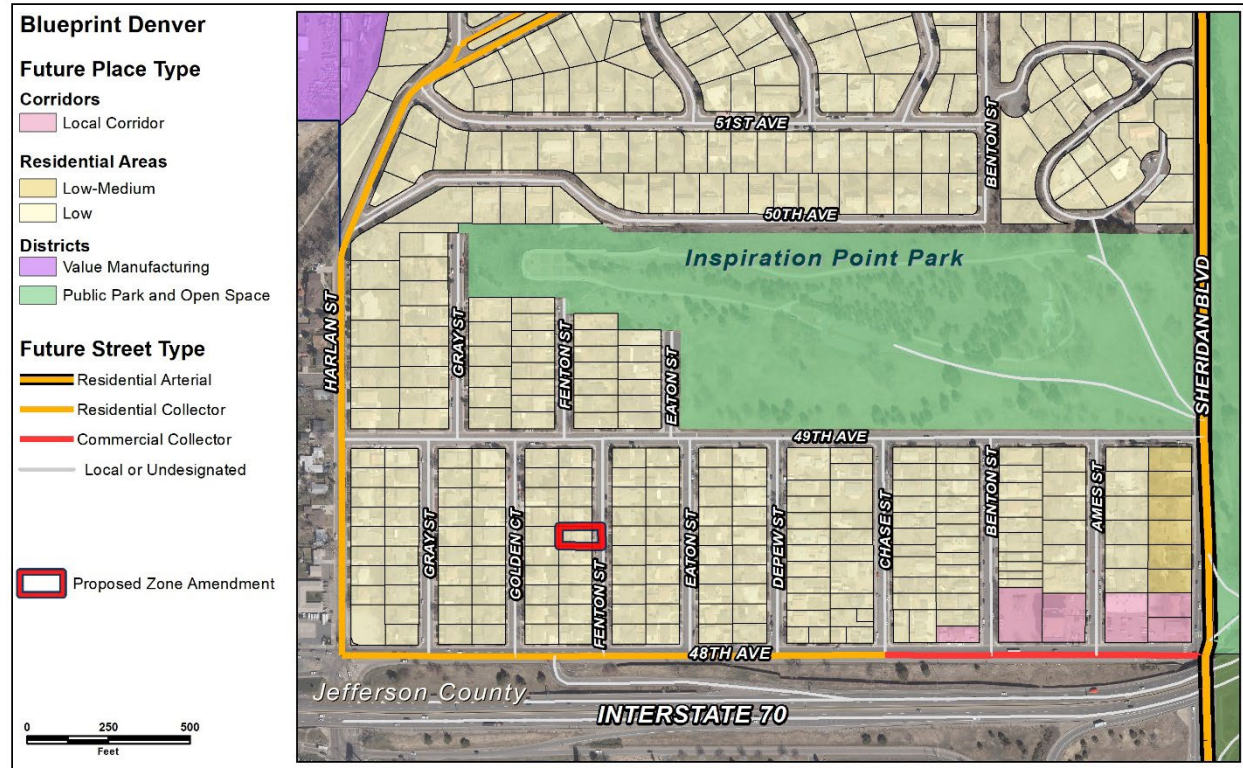 Blueprint Denver
Future Place Type
Corridors
Local Corridor
Residential Areas
Low-Medium
Low
Districts
Value Manufacturing
Public Park and Open Space
Future Street Type
Residential Arterial
Residential Collector
Commercial Collector
Local or Undesignated
Proposed Zone Amendment
0 250 500
Feet
51ST AVE
BENTON ST
50TH AVE
Inspiration Point Park
HARLAN ST
GRAY ST
FENTON ST
EATON ST
SHERIDAN BLVD
49TH AVE
GRAY ST
GOLDEN CT
FENTON ST
EATON ST
DEPEW ST
CHASE ST
BENTON ST
AMES ST
48TH AVE
Jefferson County
INTERSTATE 70